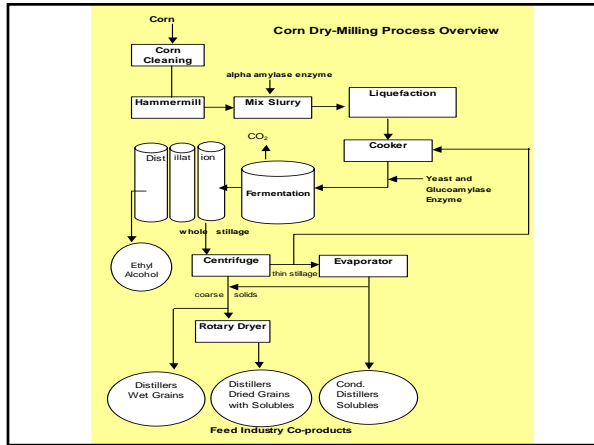 Corn
Corn Dry-Milling Process Overview
Corn
Cleaning
alpha amylase enzyme
Hammermill
Mix Slurry
Liquefaction
CO2
Cooker
Dist illat ion
Fermentation
Yeast and
Glucoamylase
Enzyme
whole stillage
Ethyl
Alcohol
Centrifuge
thin stillage
Evaporator
coarse solids
Rotary Dryer
Distillers
Wet Grains
Distillers
Dried Grains
with Solubles
Cond.
Distillers
Solubles
Feed Industry Co-products